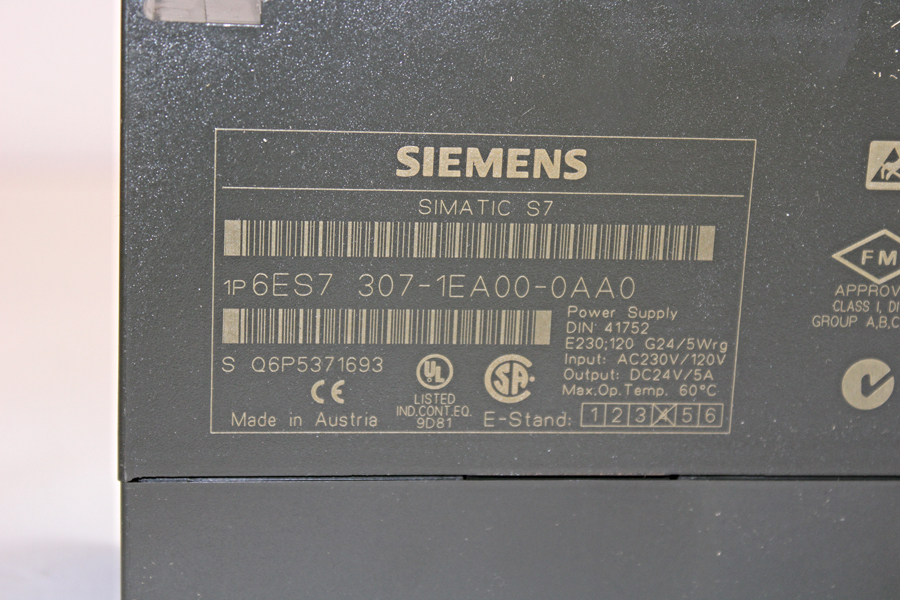 SIEMENS
SIMATIC S7
1P 6ES7 307-1EA00-0AA0
S Q6P5371693
Power Supply
DIN 41752
E230;120 G24/5Wrg
Input: AC230V/120V
Output: DC24V/5A
Max.Op.Temp. 60°C
CE
UL
LISTED
IND.CONT.EQ.
9D81
SA
Made in Austria
E-Stand: 1 2 3 4 5 6
FM
APPROV
CLASS I, DI
GROUP A,B,C